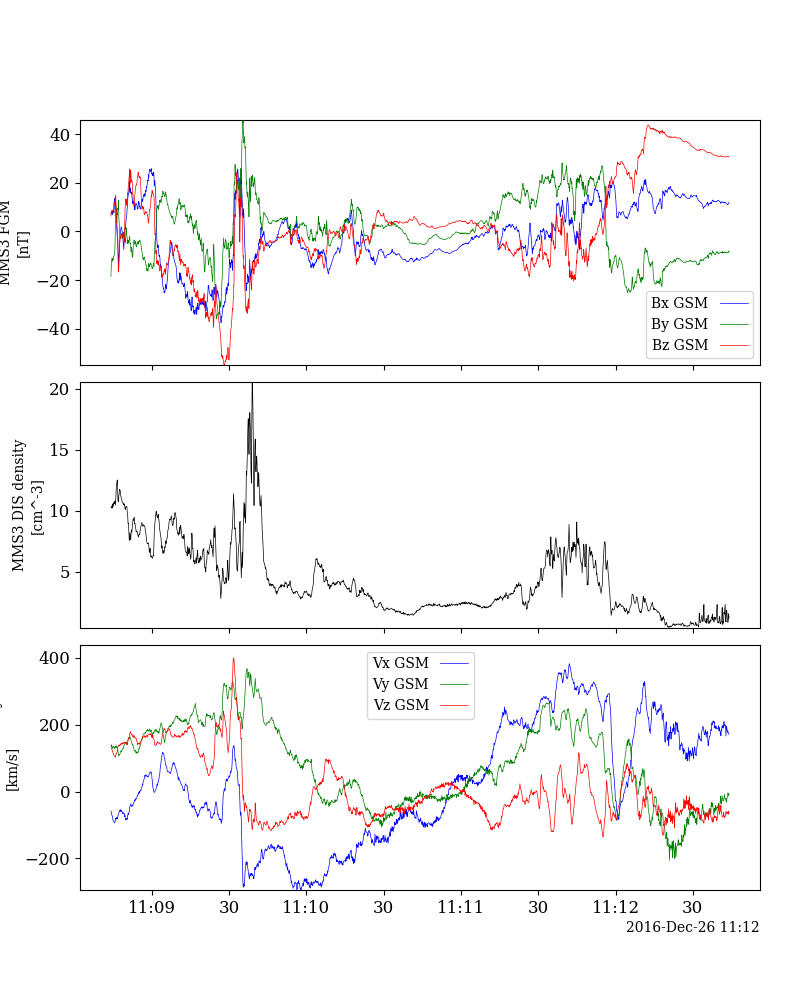 40
20
0
−20
−40
MMS3 FGM
[nT]
Bx GSM
By GSM
Bz GSM
20
15
10
5
MMS3 DIS density
[cm^-3]
400
200
0
−200
[km/s]
Vx GSM
Vy GSM
Vz GSM
11:09 30 11:10 30 11:11 30 11:12 30
2016-Dec-26 11:12